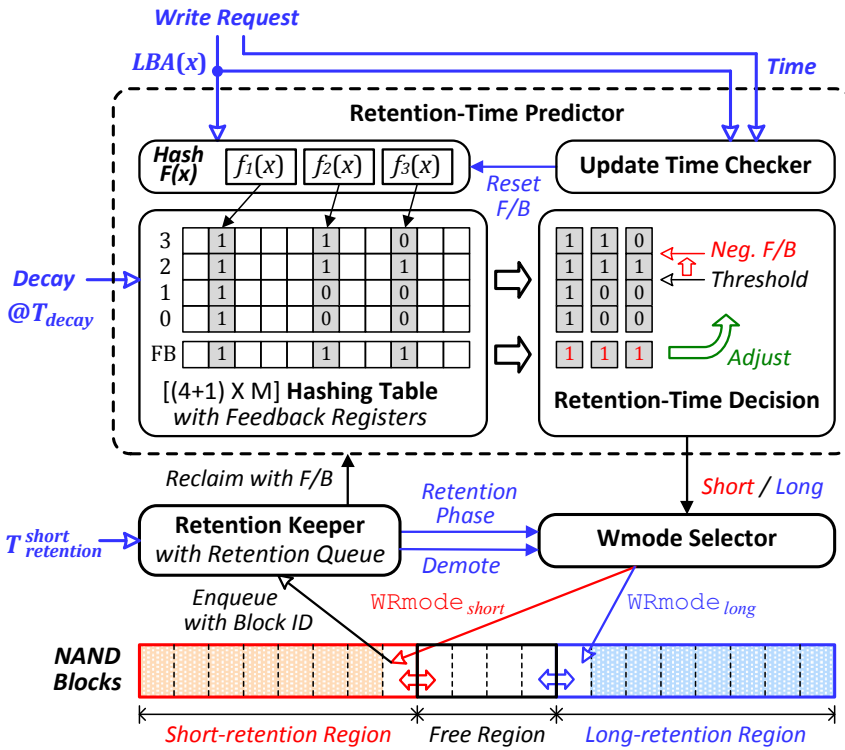 Write Request
LBA(x)
Time
Retention-Time Predictor
Hash
F(x)
f1(x) f2(x) f3(x)
Reset
F/B
Update Time Checker
3 1 1 0
2 1 1 1
1 1 0 0
0 1 0 0
FB 1 1 1
[(4+1) X M] Hashing Table
with Feedback Registers
1 1 0
1 1 1
1 0 0
1 0 0
1 1 1
Neg. F/B
Threshold
Adjust
Retention-Time Decision
Decay
@Tdecay
Reclaim with F/B
Short / Long
T short retention
Retention Keeper
with Retention Queue
Retention
Phase
Demote
Wmode Selector
Enqueue
with Block ID
WRmode short
WRmode long
NAND
Blocks
Short-retention Region
Free Region
Long-retention Region